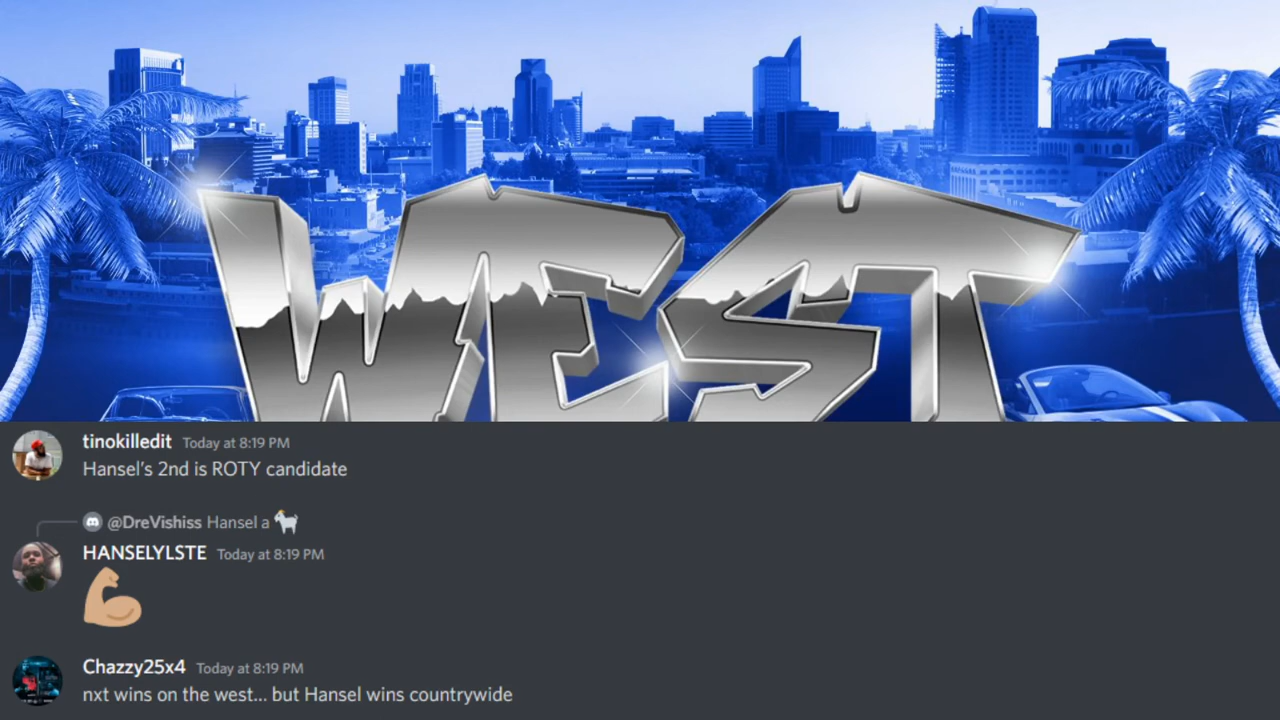 WEST
tinokilledit Today at 8:19 PM
Hansel's 2nd is ROTY candidate
@DreVishiss Hansel a 🐐
HANSELYLSTE Today at 8:19 PM
💪🏼
Chazzy25x4 Today at 8:19 PM
nxt wins on the west... but Hansel wins countrywide